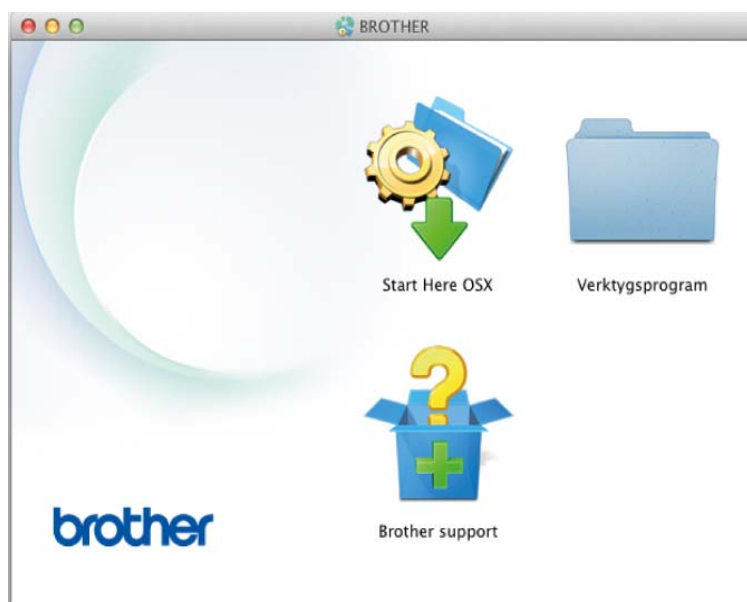 BROTHER
Start Here OSX
Verktygsprogram
Brother support
brother